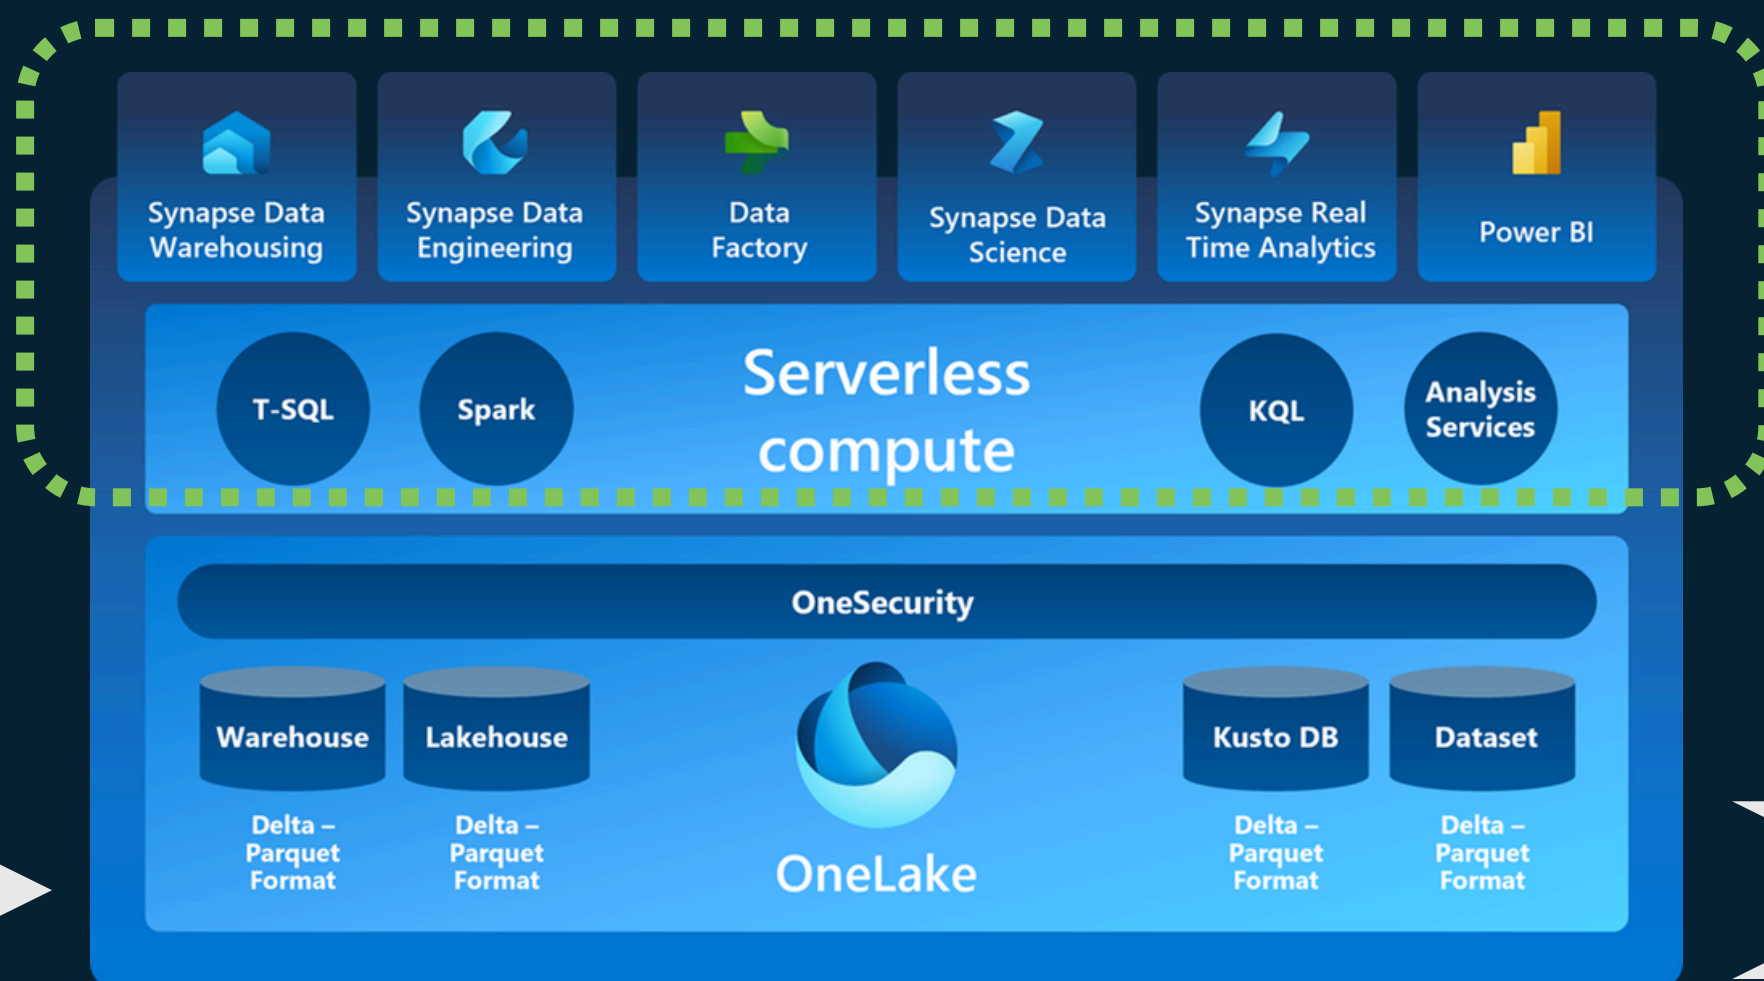 Synapse Data
Warehousing
Synapse Data
Engineering
Data
Factory
Synapse Data
Science
Synapse Real
Time Analytics
Power BI
T-SQL
Spark
Serverless
compute
KQL
Analysis
Services
OneSecurity
Warehouse
Lakehouse
Kusto DB
Dataset
Delta –
Parquet
Format
Delta –
Parquet
Format
OneLake
Delta –
Parquet
Format
Delta –
Parquet
Format